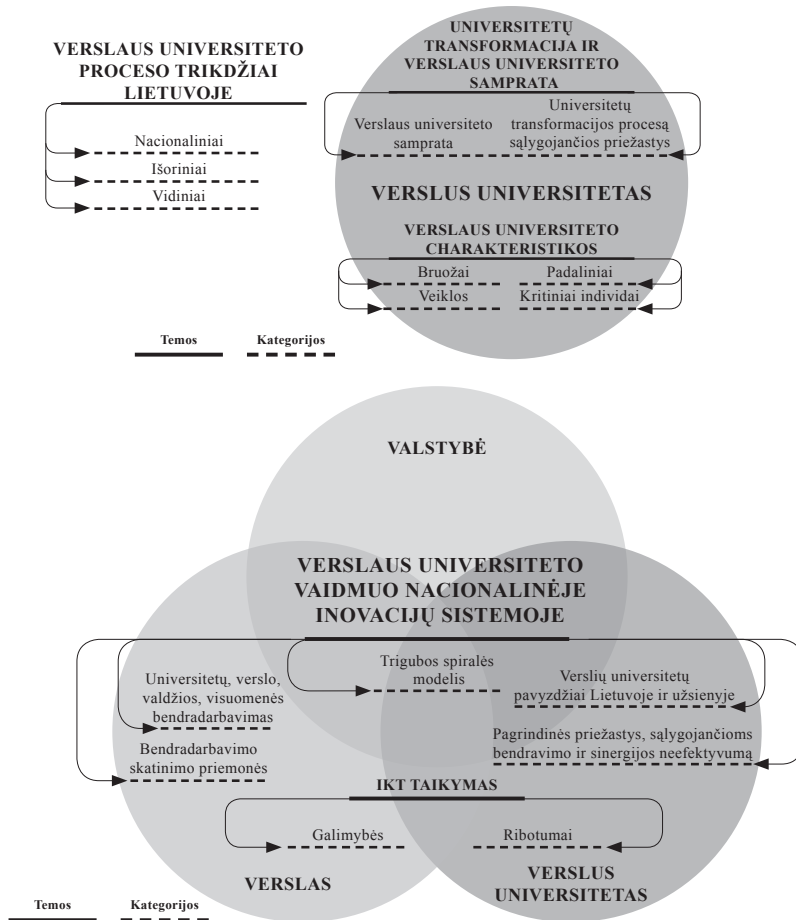 VERSLAUS UNIVERSITETO
PROCESO TRIKDŽIAI
LIETUVOJE
Nacionaliniai
Išoriniai
Vidiniai
UNIVERSITETŲ
TRANSFORMACIJA IR
VERSLAUS UNIVERSITETO
SAMPRATA
Verslaus universiteto
samprata
Universitetų
transformacijos procesą
sąlygojančios priežastys
VERSLUS UNIVERSITETAS
VERSLAUS UNIVERSITETO
CHARAKTERISTIKOS
Bruožai
Padaliniai
Veiklos
Kritiniai individai
Temos
Kategorijos
VALSTYBĖ
VERSLAUS UNIVERSITETO
VAIDMUO NACIONALINĖJE
INOVACIJŲ SISTEMOJE
Universitetų, verslo,
valdžios, visuomenės
bendradarbavimas
Bendradarbavimo
skatinimo priemonės
Trigubos spiralės
modelis
Verslių universitetų
pavyzdžiai Lietuvoje ir užsienyje
Pagrindinės priežastys, sąlygojančioms
bendravimo ir sinergijos neefektyvumą
IKT TAIKYMAS
Galimybės
Ribotumai
VERSLAS
VERSLUS
UNIVERSITETAS
Temos
Kategorijos